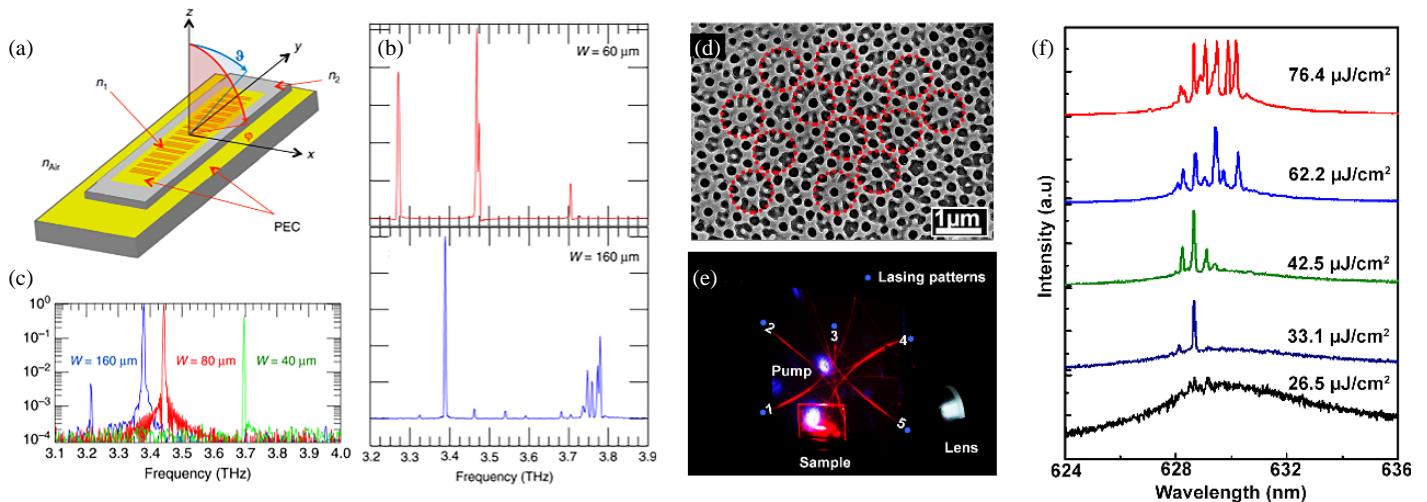 (a)
z
y
ϑ
n2
n1
φ
x
nAir
PEC
(b)
W = 60 μm
W = 160 μm
3.2 3.3 3.4 3.5 3.6 3.7 3.8 3.9
Frequency (THz)
(c)
10^0
10^-1
10^-2
10^-3
10^-4
W = 160 μm W = 80 μm W = 40 μm
3.1 3.2 3.3 3.4 3.5 3.6 3.7 3.8 3.9 4.0
Frequency (THz)
(d)
1μm
(e)
Lasing patterns
2
3
4
Pump
1
5
Lens
Sample
(f)
Intensity (a.u)
76.4 μJ/cm²
62.2 μJ/cm²
42.5 μJ/cm²
33.1 μJ/cm²
26.5 μJ/cm²
624 628 632 636
Wavelength (nm)